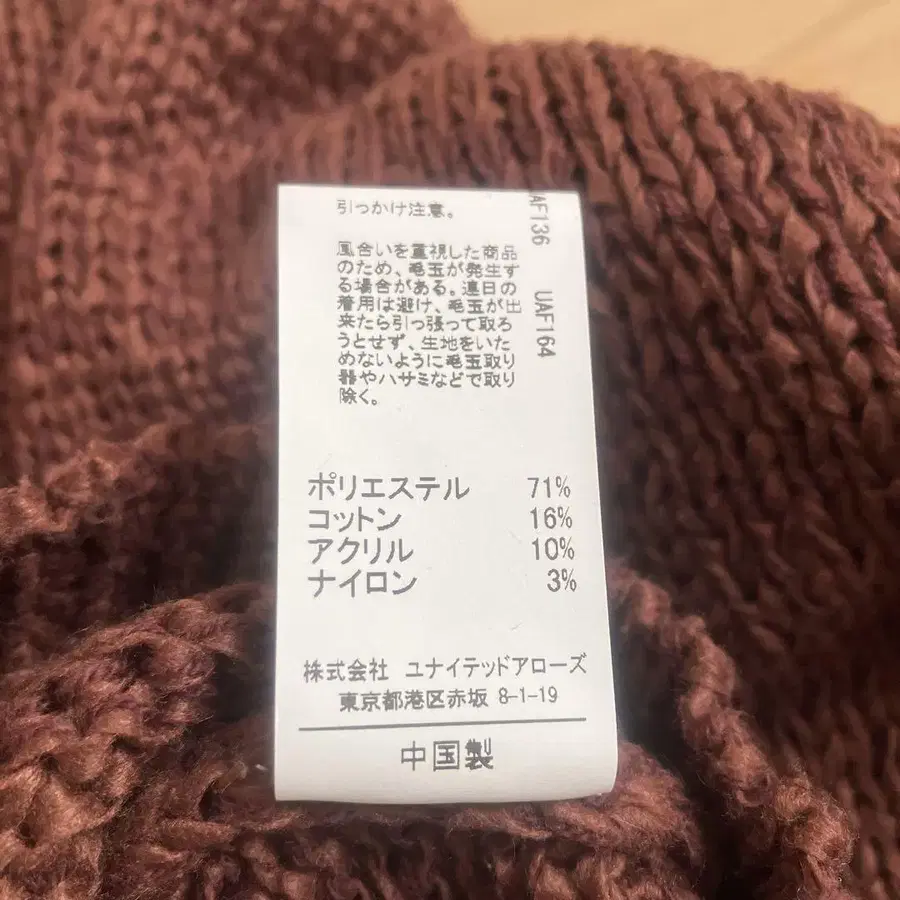 引っかけ注意。
風合いを重視した商品
のため、毛玉が発生す
る場合がある。連日の
着用は避け、毛玉が出
来たら引っ張って取ろ
うとせず、生地をいた
めないように毛玉取り
器やハサミなどで取り
除く。
AF136 UAF164
ポリエステル 71%
コットン 16%
アクリル 10%
ナイロン 3%
株式会社 ユナイテッドアローズ
東京都港区赤坂 8-1-19
中国製